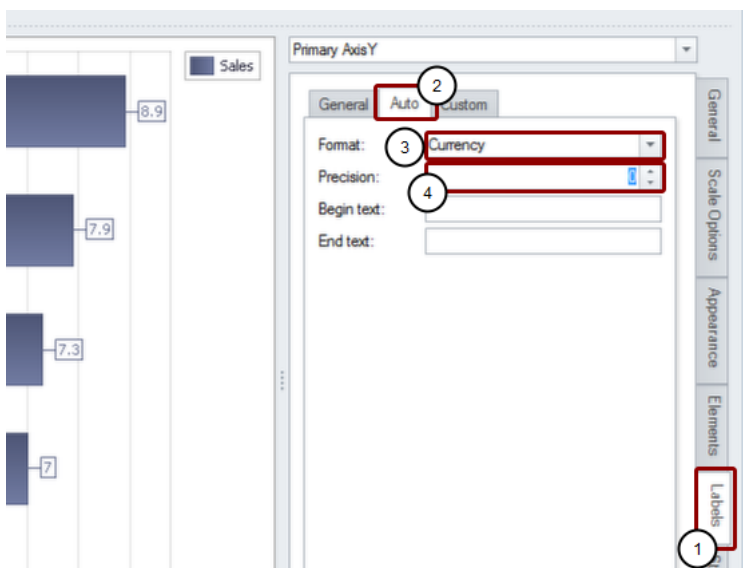 Primary AxisY
Sales
2
General
Auto
Custom
8.9
General
Format:
3
Currency
Precision:
0
4
Scale Options
Begin text:
7.9
End text:
Appearance
7.3
Elements
7
Labels
1